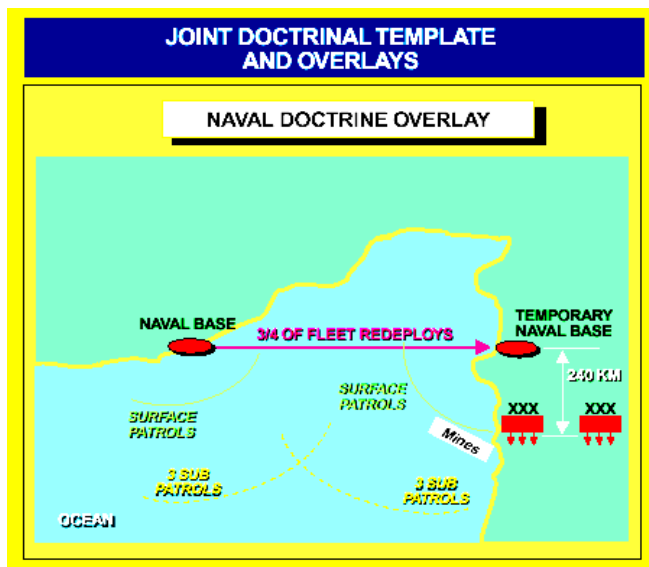 JOINT DOCTRINAL TEMPLATE
AND OVERLAYS
NAVAL DOCTRINE OVERLAY
NAVAL BASE
3/4 OF FLEET REDEPLOYS
TEMPORARY
NAVAL BASE
240 KM
SURFACE
PATROLS
SURFACE
PATROLS
XXX
XXX
Mines
3 SUB
PATROLS
3 SUB
PATROLS
OCEAN